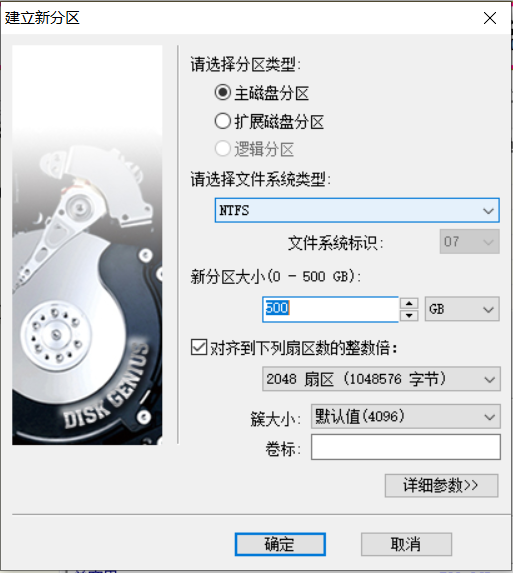 建立新分区
请选择分区类型:
主磁盘分区
扩展磁盘分区
逻辑分区
请选择文件系统类型:
NTFS
文件系统标识: 07
新分区大小(0 - 500 GB):
500 GB
对齐到下列扇区数的整数倍:
2048 扇区 (1048576 字节)
簇大小: 默认值(4096)
卷标:
详细参数>>
确定 取消
DISK GENIUS